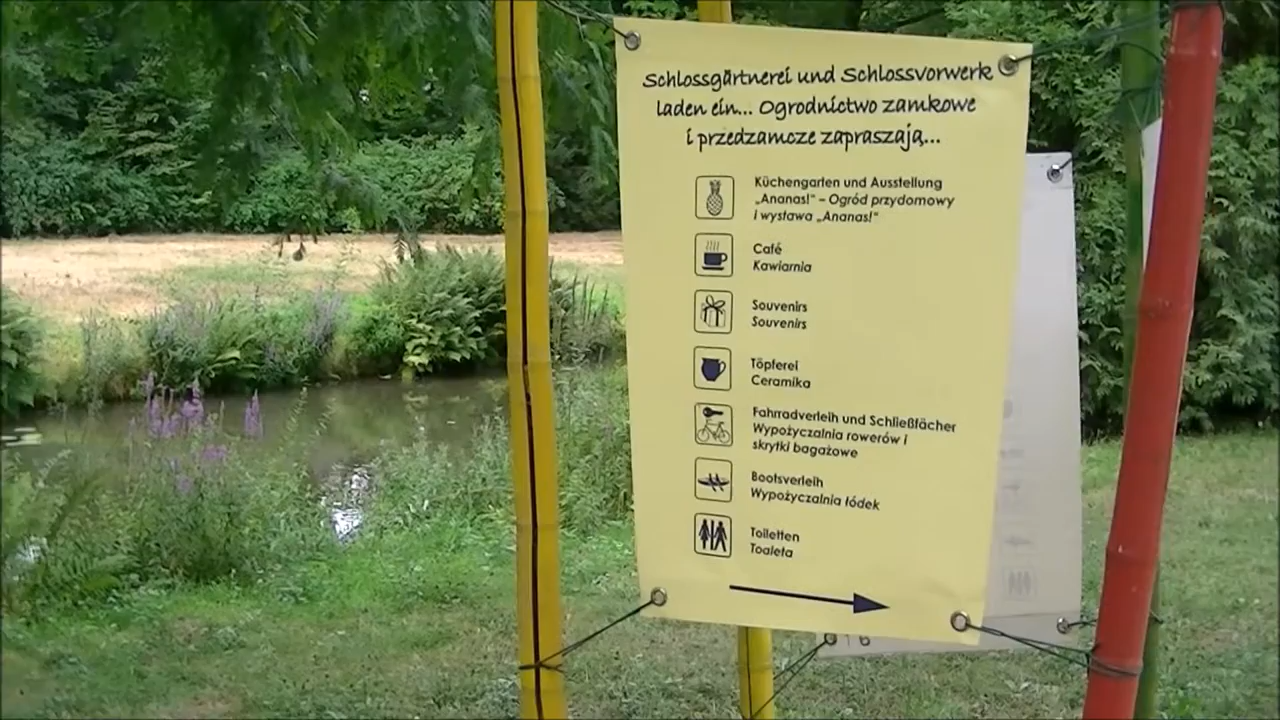 Schlossgärtnerei und Schlossvorwerk
laden ein... Ogrodnictwo zamkowe
i przedzamcze zapraszają...
Küchengarten und Ausstellung
„Ananas!“ – Ogród przydomowy
i wystawa „Ananas!“
Café
Kawiarnia
Souvenirs
Souvenirs
Töpferei
Ceramika
Fahrradverleih und Schließfächer
Wypożyczalnia rowerów i
skrytki bagażowe
Bootsverleih
Wypożyczalnia łódek
Toiletten
Toaleta